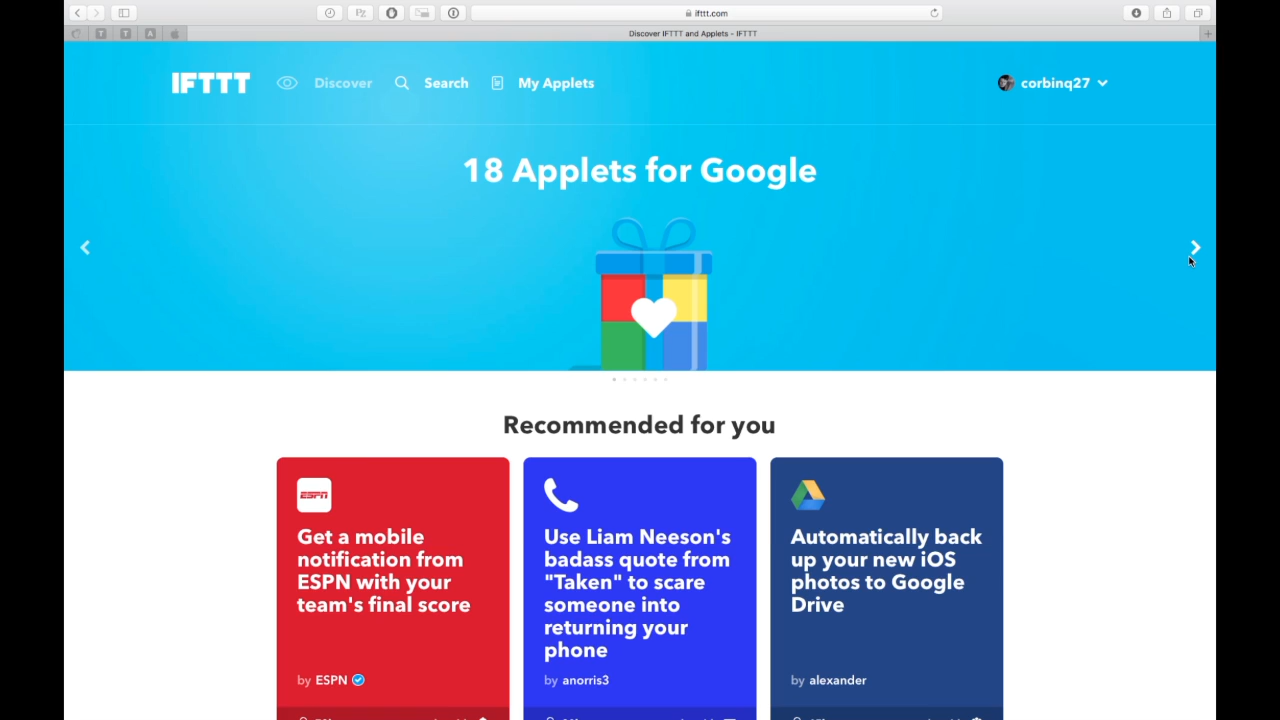 ifttt.com
Discover IFTTT and Applets - IFTTT
IFTTT Discover Search My Applets corbinq27
18 Applets for Google
Recommended for you
ESPN
Get a mobile
notification from
ESPN with your
team's final score
by ESPN
Use Liam Neeson's
badass quote from
"Taken" to scare
someone into
returning your
phone
by anorris3
Automatically back
up your new iOS
photos to Google
Drive
by alexander